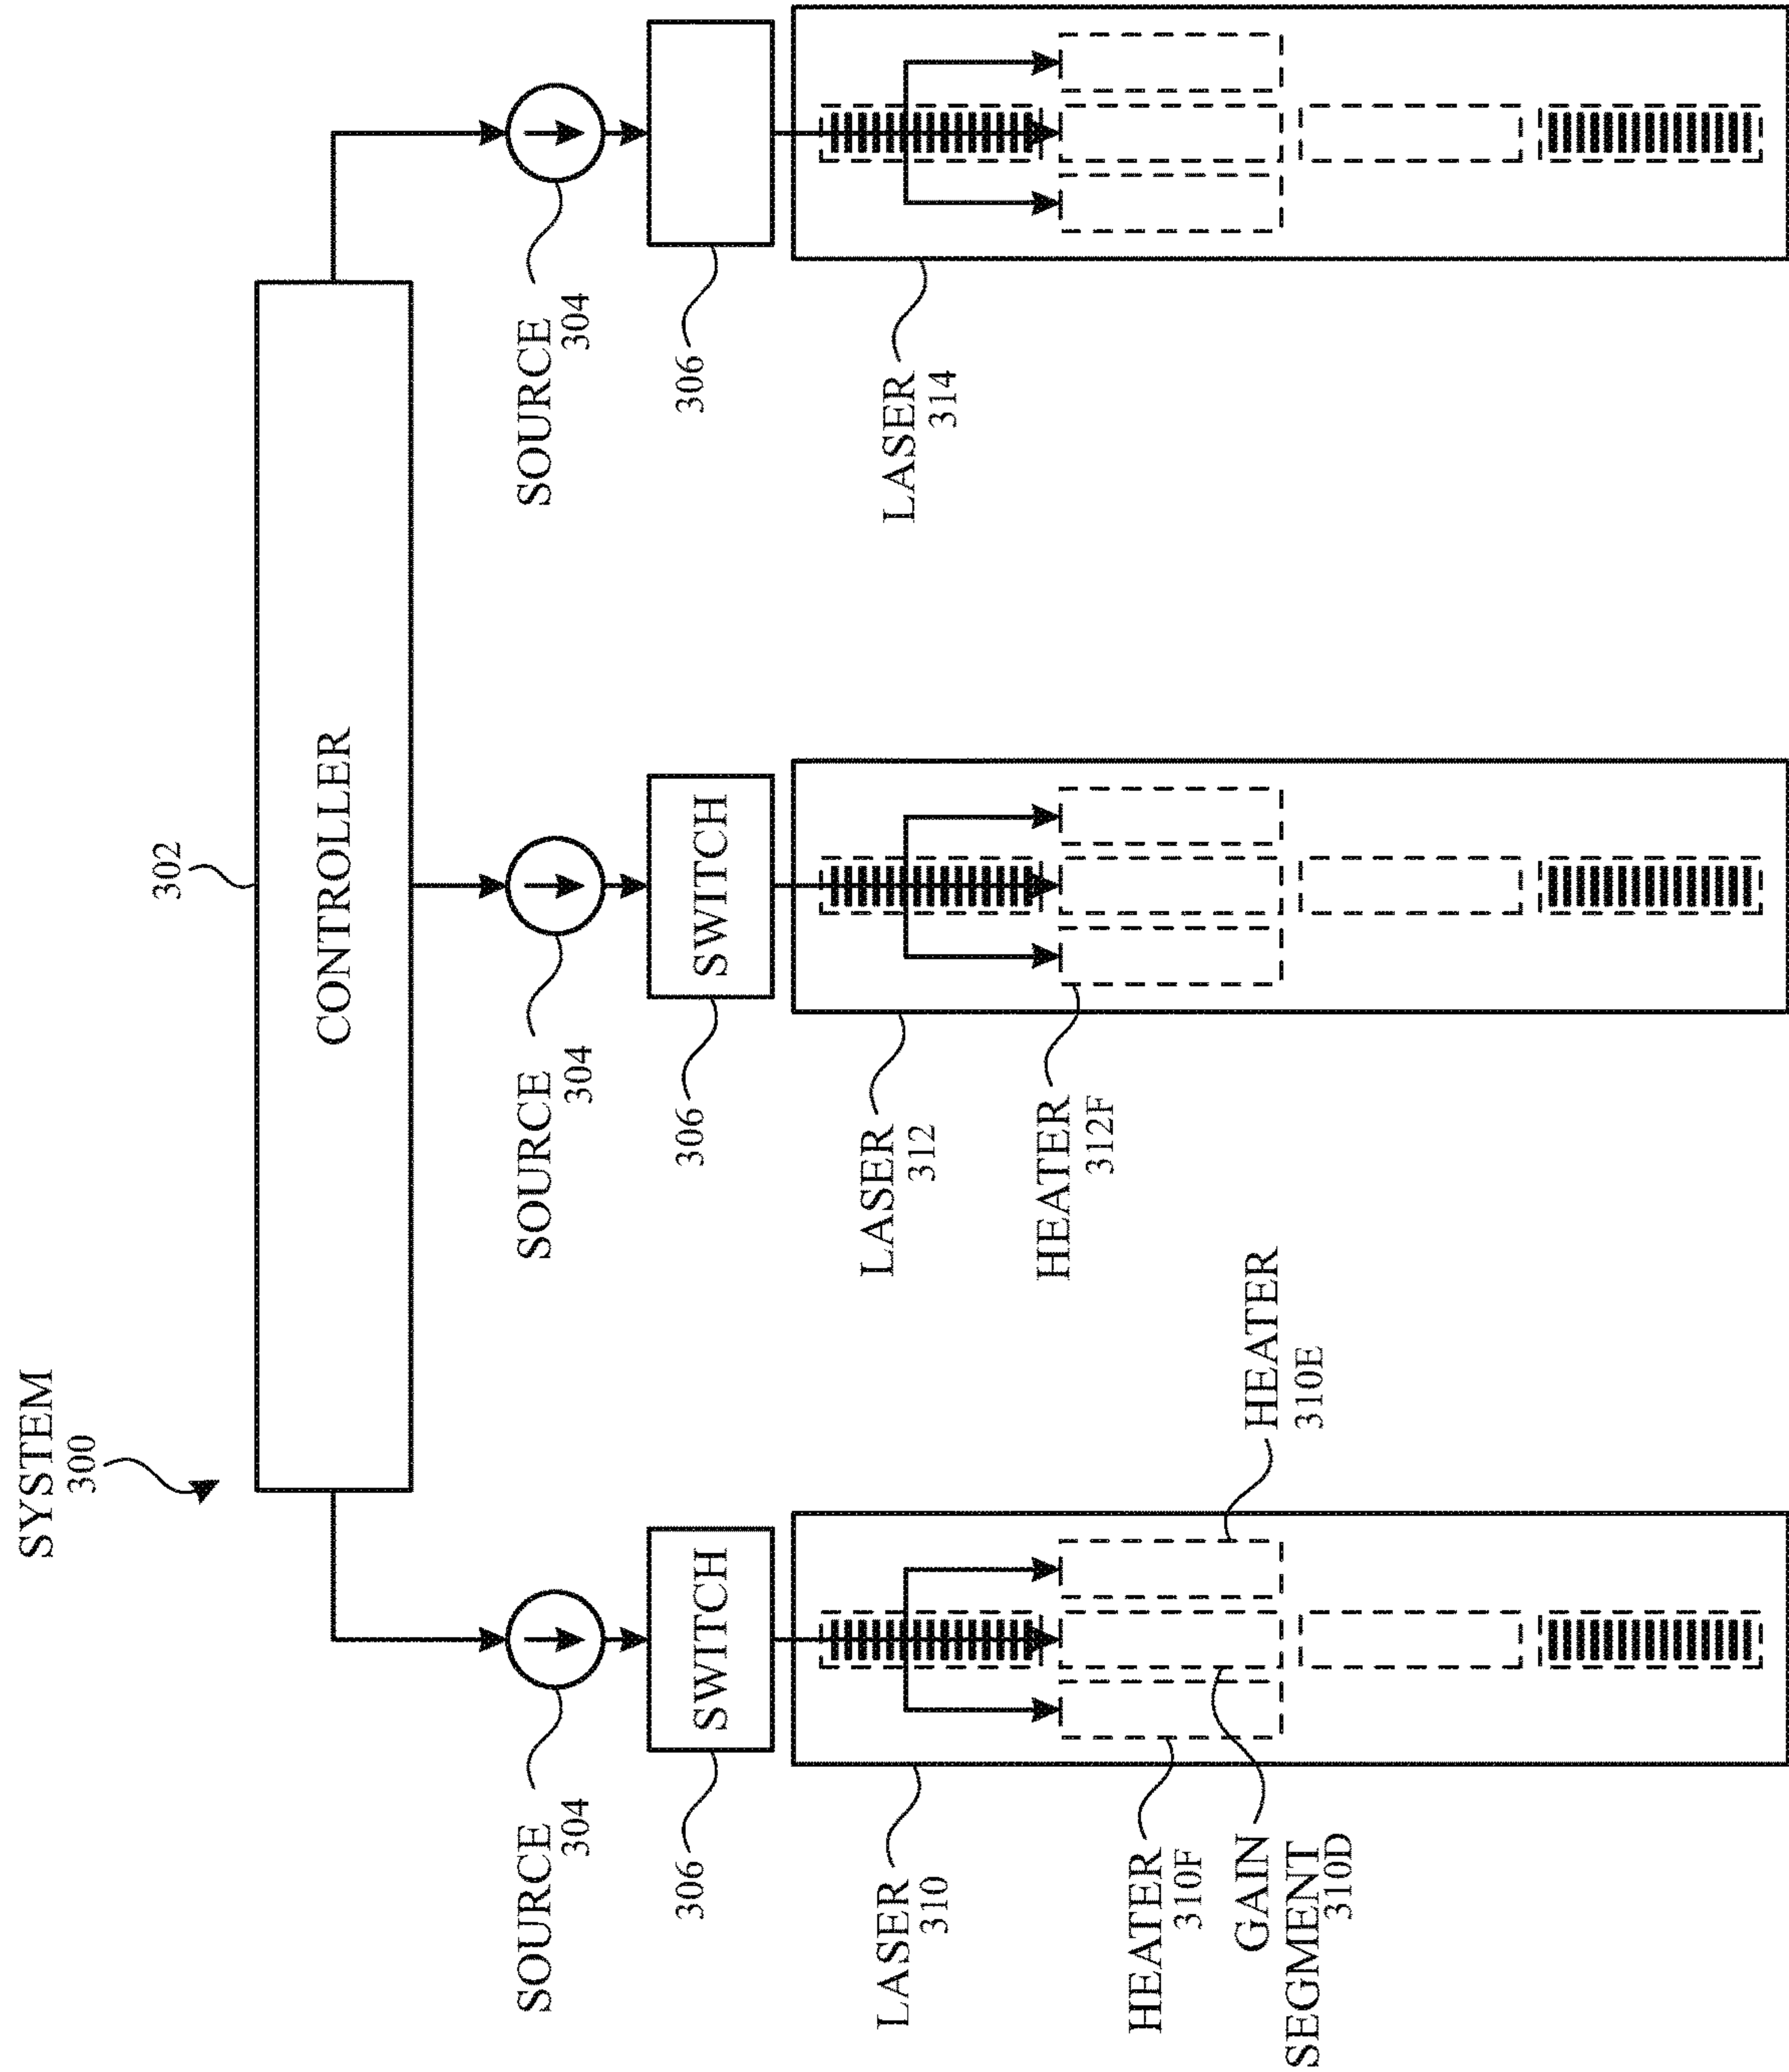 SYSTEM
300
302
CONTROLLER
SOURCE
304
SOURCE
304
SOURCE
304
306
SWITCH
306
SWITCH
306
LASER
310
LASER
312
LASER
314
HEATER
310F
GAIN
SEGMENT
310D
HEATER
310E
HEATER
312F